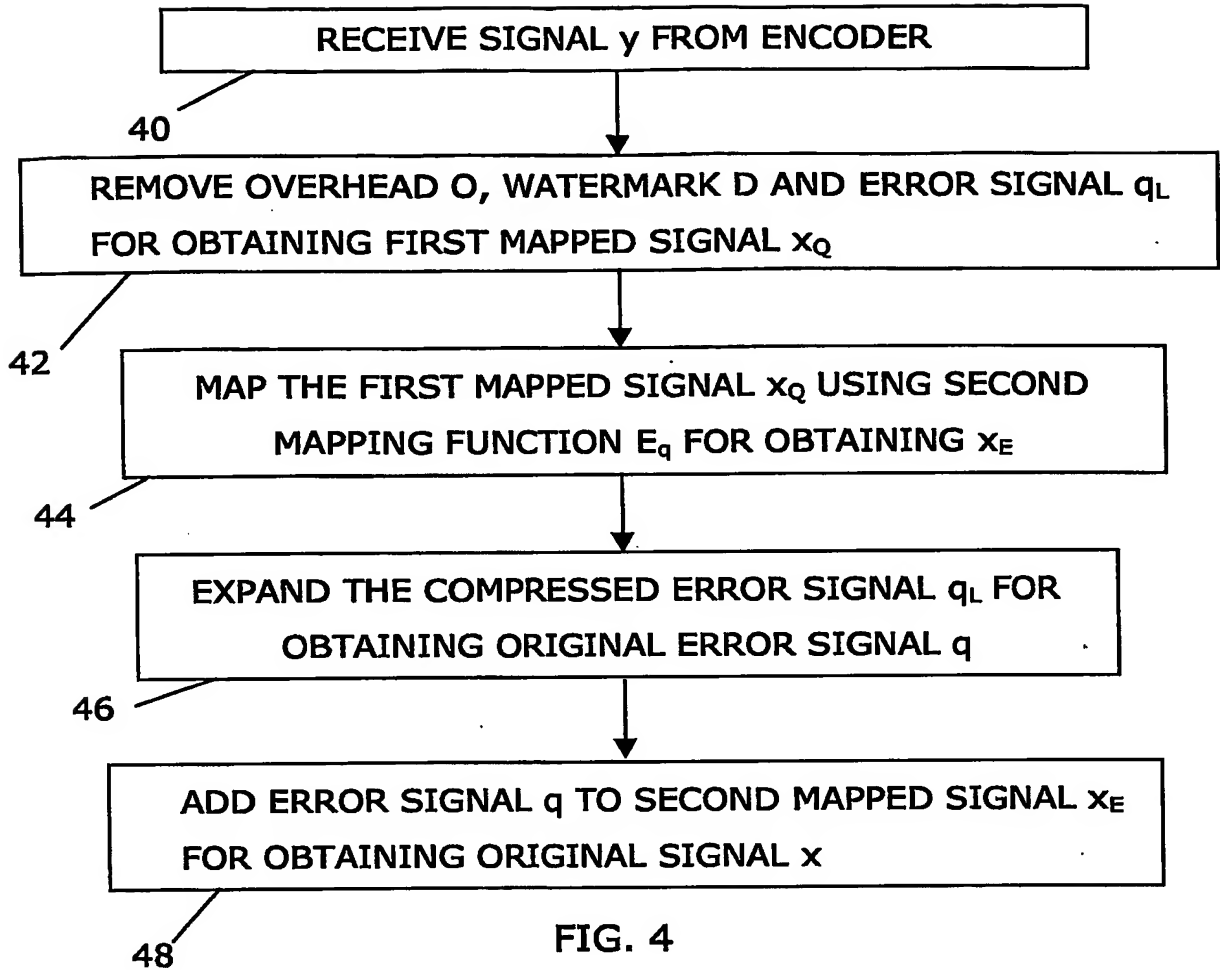 RECEIVE SIGNAL y FROM ENCODER
40
REMOVE OVERHEAD O, WATERMARK D AND ERROR SIGNAL qL
FOR OBTAINING FIRST MAPPED SIGNAL xQ
42
MAP THE FIRST MAPPED SIGNAL xQ USING SECOND
MAPPING FUNCTION Eq FOR OBTAINING xE
44
EXPAND THE COMPRESSED ERROR SIGNAL qL FOR
OBTAINING ORIGINAL ERROR SIGNAL q
46
ADD ERROR SIGNAL q TO SECOND MAPPED SIGNAL xE
FOR OBTAINING ORIGINAL SIGNAL x
48
FIG. 4